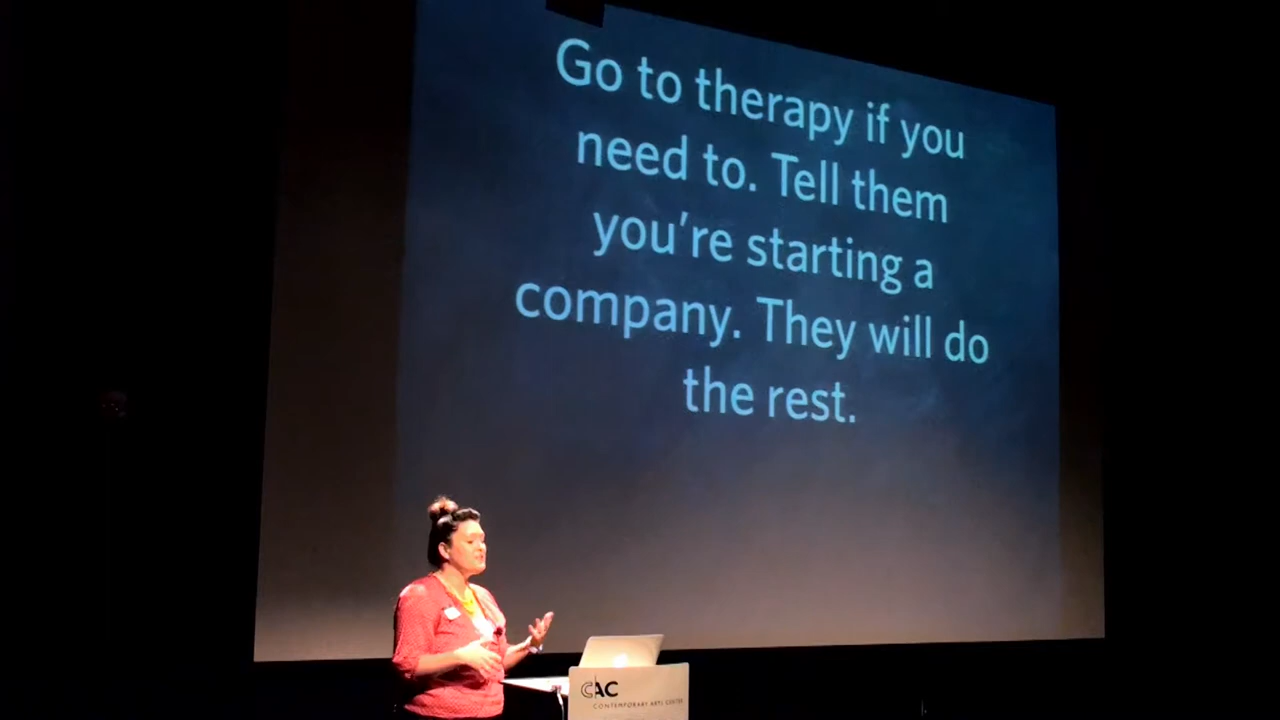 Go to therapy if you
need to. Tell them
you're starting a
company. They will do
the rest.
CAC
CONTEMPORARY ARTS CENTER